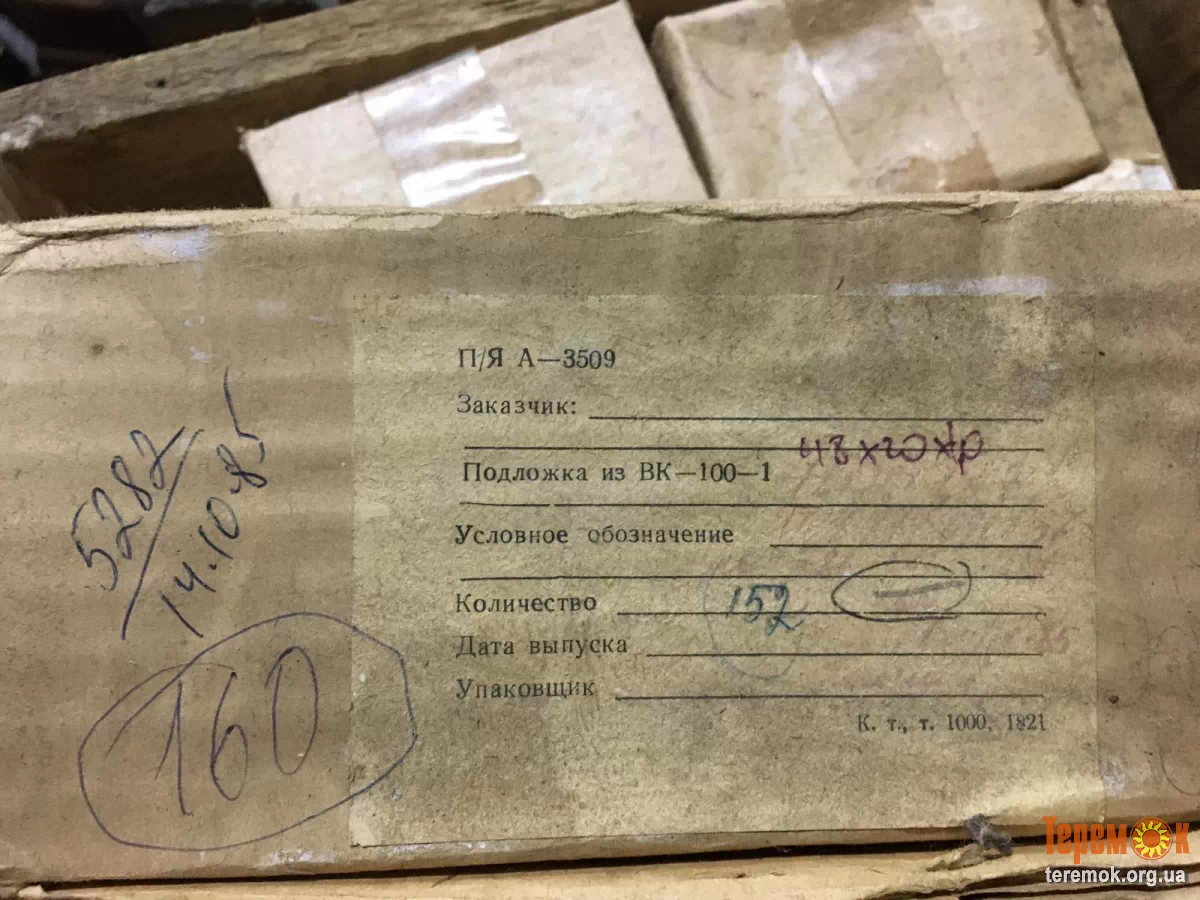 П/Я А—3509
Заказчик:
Подложка из ВК—100—1
Условное обозначение
Количество 152
Дата выпуска
Упаковщик
К. т., т. 1000, 1821
5282
14.10.85
160
Теремок
teremok.org.ua